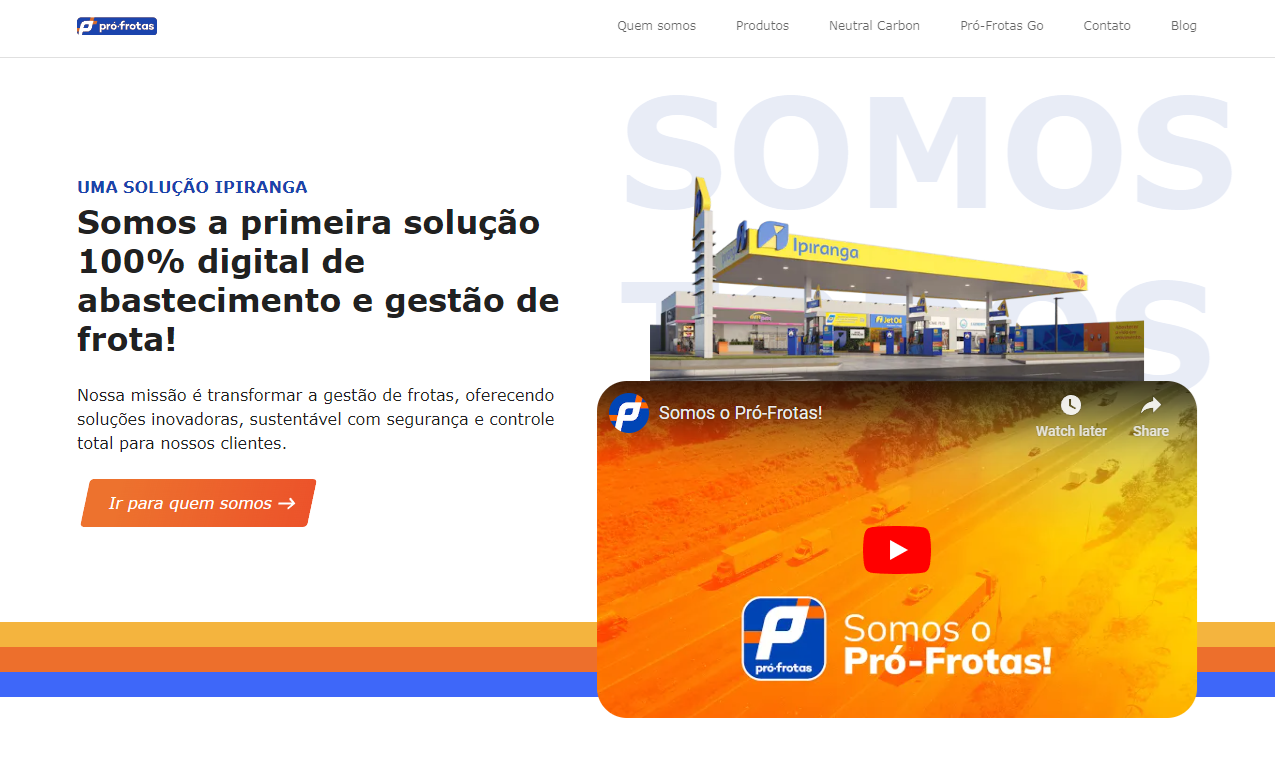 pró-frotas
Quem somos
Produtos
Neutral Carbon
Pró-Frotas Go
Contato
Blog
SOMOS
UMA SOLUÇÃO IPIRANGA
Somos a primeira solução
100% digital de
abastecimento e gestão de
frota!
Nossa missão é transformar a gestão de frotas, oferecendo
soluções inovadoras, sustentável com segurança e controle
total para nossos clientes.
Ir para quem somos →
Ipiranga
JetOil
Somos o Pró-Frotas!
Watch later
Share
Somos o
Pró-Frotas!
pró-frotas